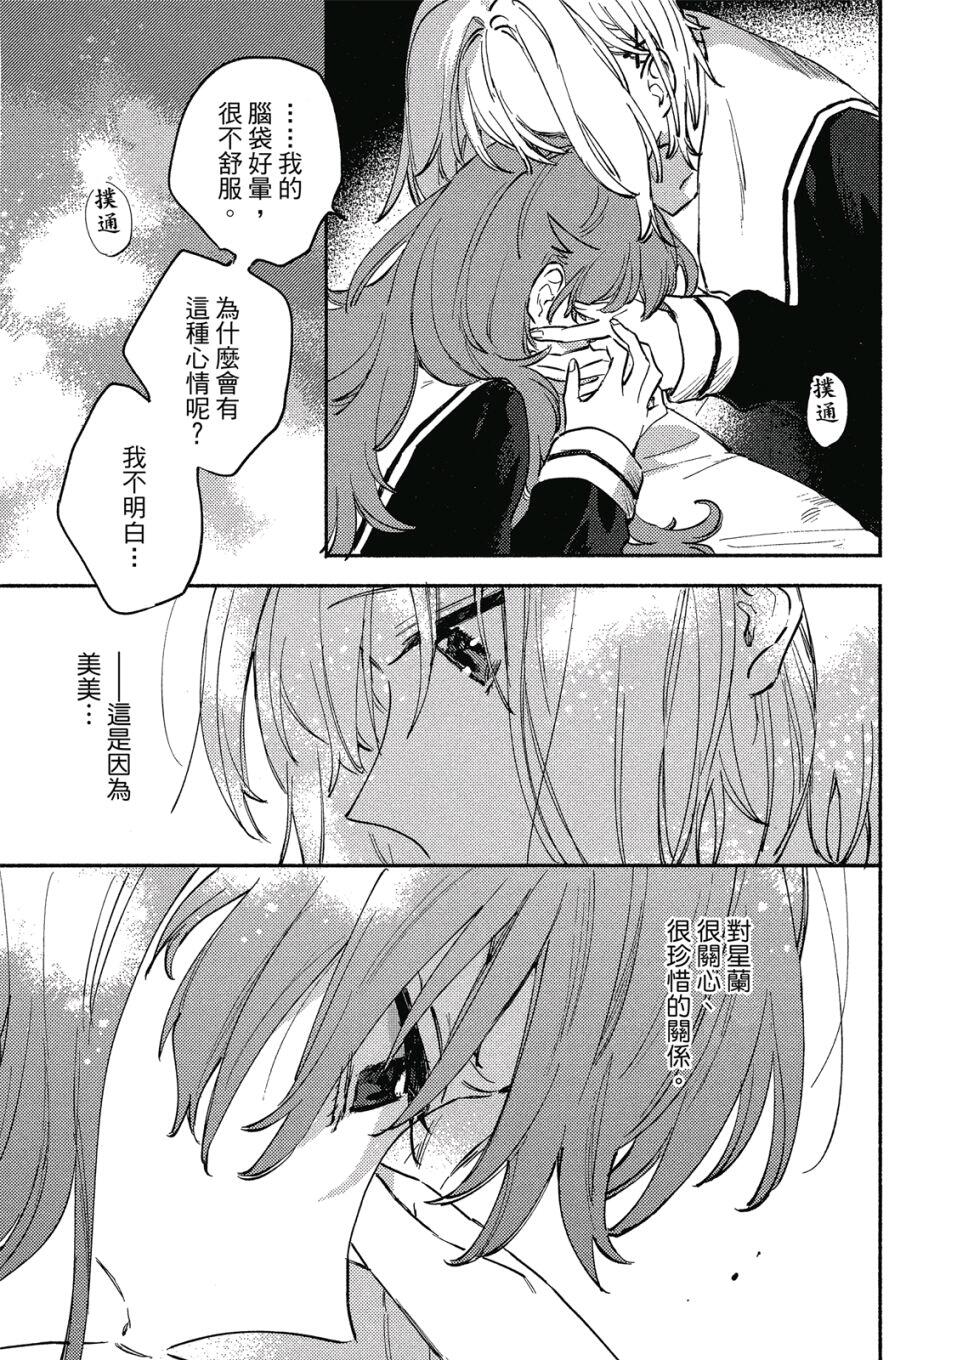 撲通
……我的
腦袋好暈，
很不舒服。
撲通
為什麼會有
這種心情呢？
我不明白…
——這是因為
美美…
對星蘭
很關心、
很珍惜的關係。